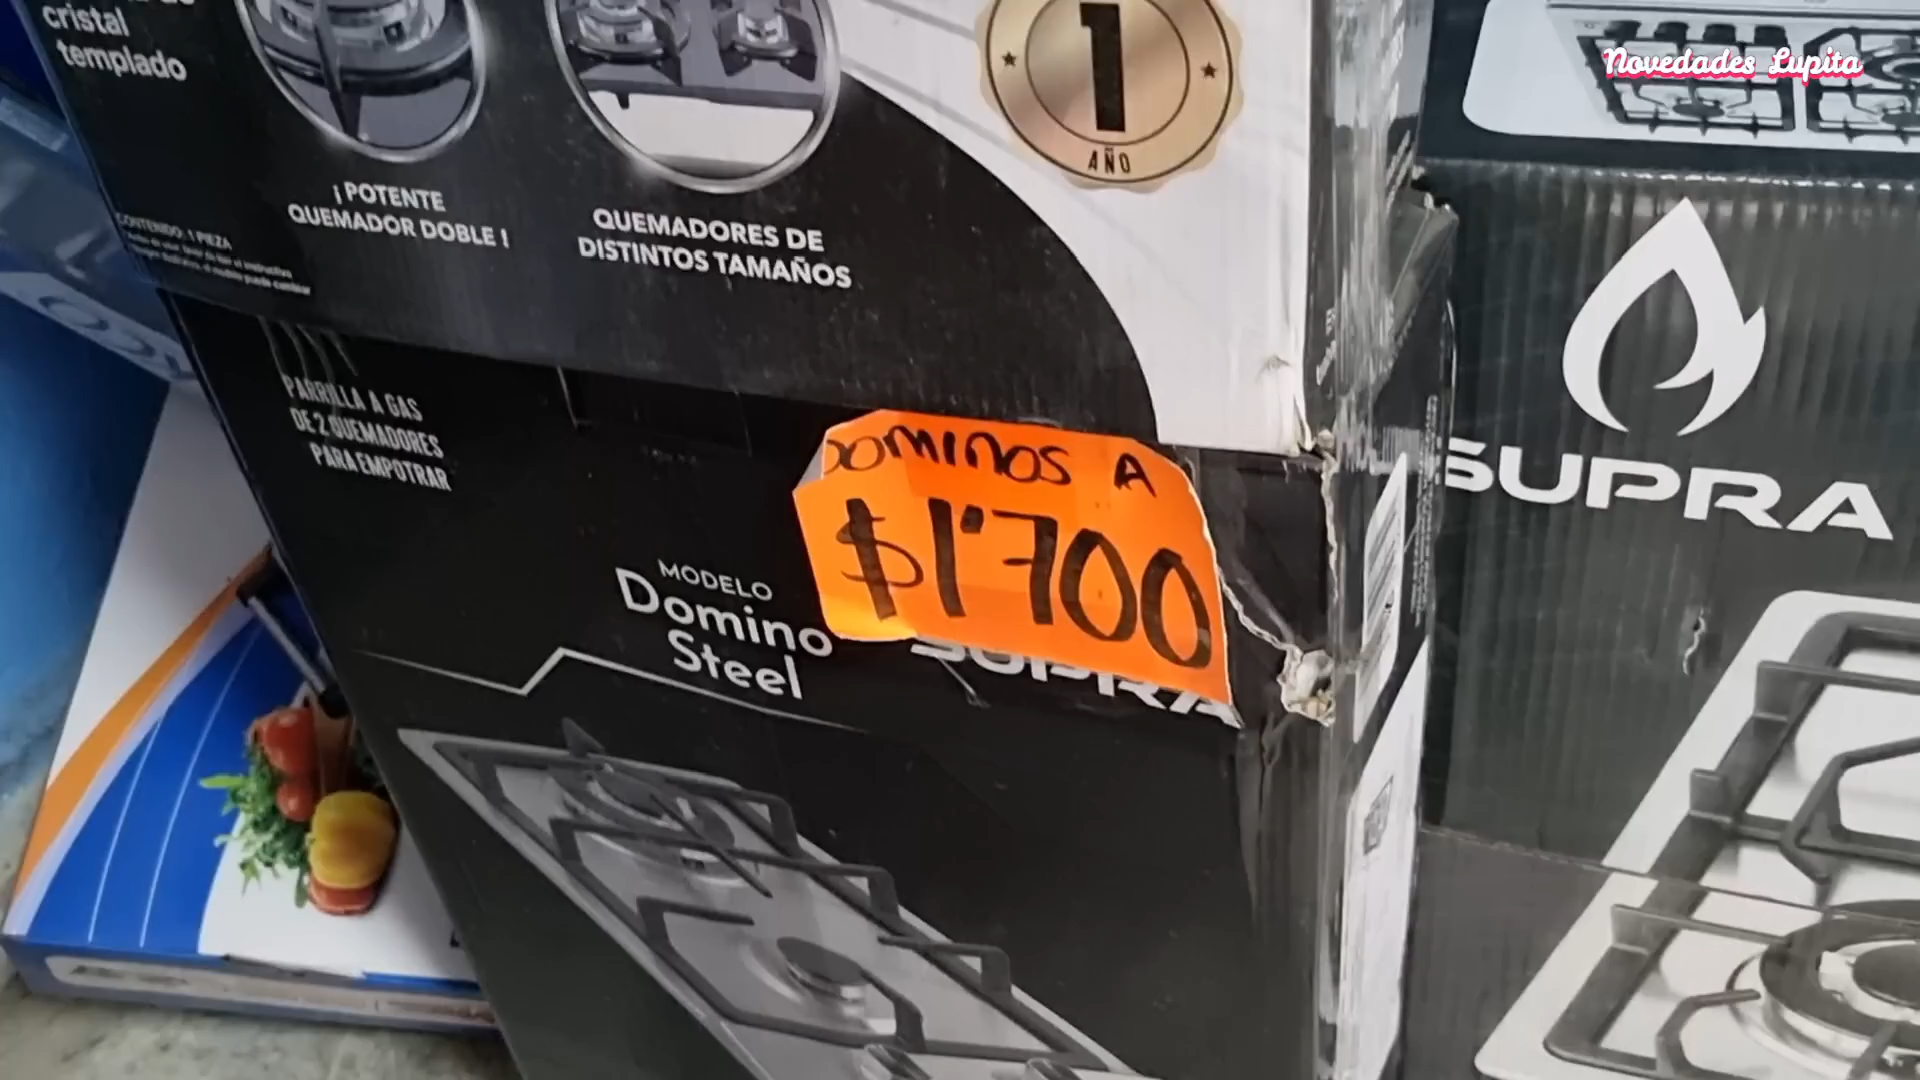 cristal
templado
1
AÑO
Novedades Lupita
¡ POTENTE
QUEMADOR DOBLE !
QUEMADORES DE
DISTINTOS TAMAÑOS
CONTENIDO: 1 PIEZA
PARRILLA A GAS
DE 2 QUEMADORES
PARA EMPOTRAR
DOMINOS A
$1'700
MODELO
Domino
Steel
SUPRA
SUPRA